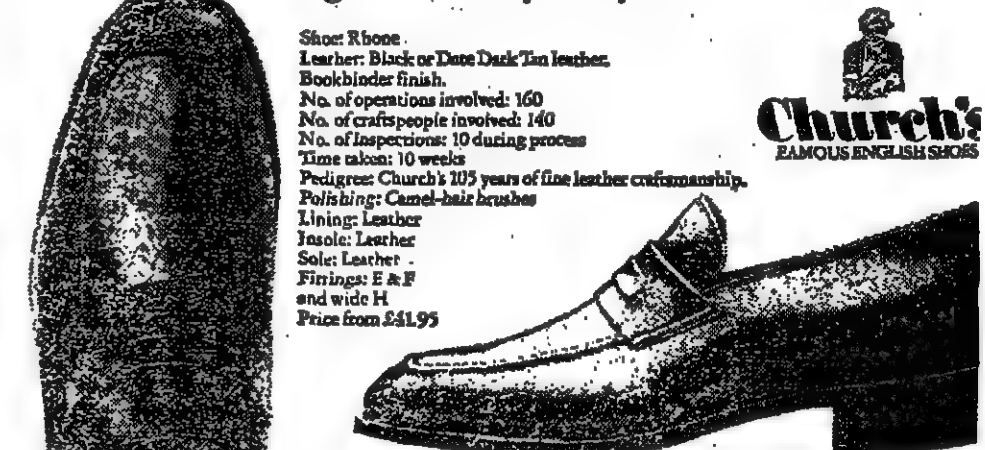 Shoe: Rhone.
Leather: Black or Date Dark Tan leather.
Bookbinder finish.
No. of operations involved: 160
No. of craftspeople involved: 140
No. of Inspections: 10 during process
Time taken: 10 weeks
Pedigree: Church's 105 years of fine leather craftsmanship.
Polishing: Camel-hair brushes
Lining: Leather
Insole: Leather
Sole: Leather
Fittings: E & F
and wide H
Price from £41.95
Church's
FAMOUS ENGLISH SHOES